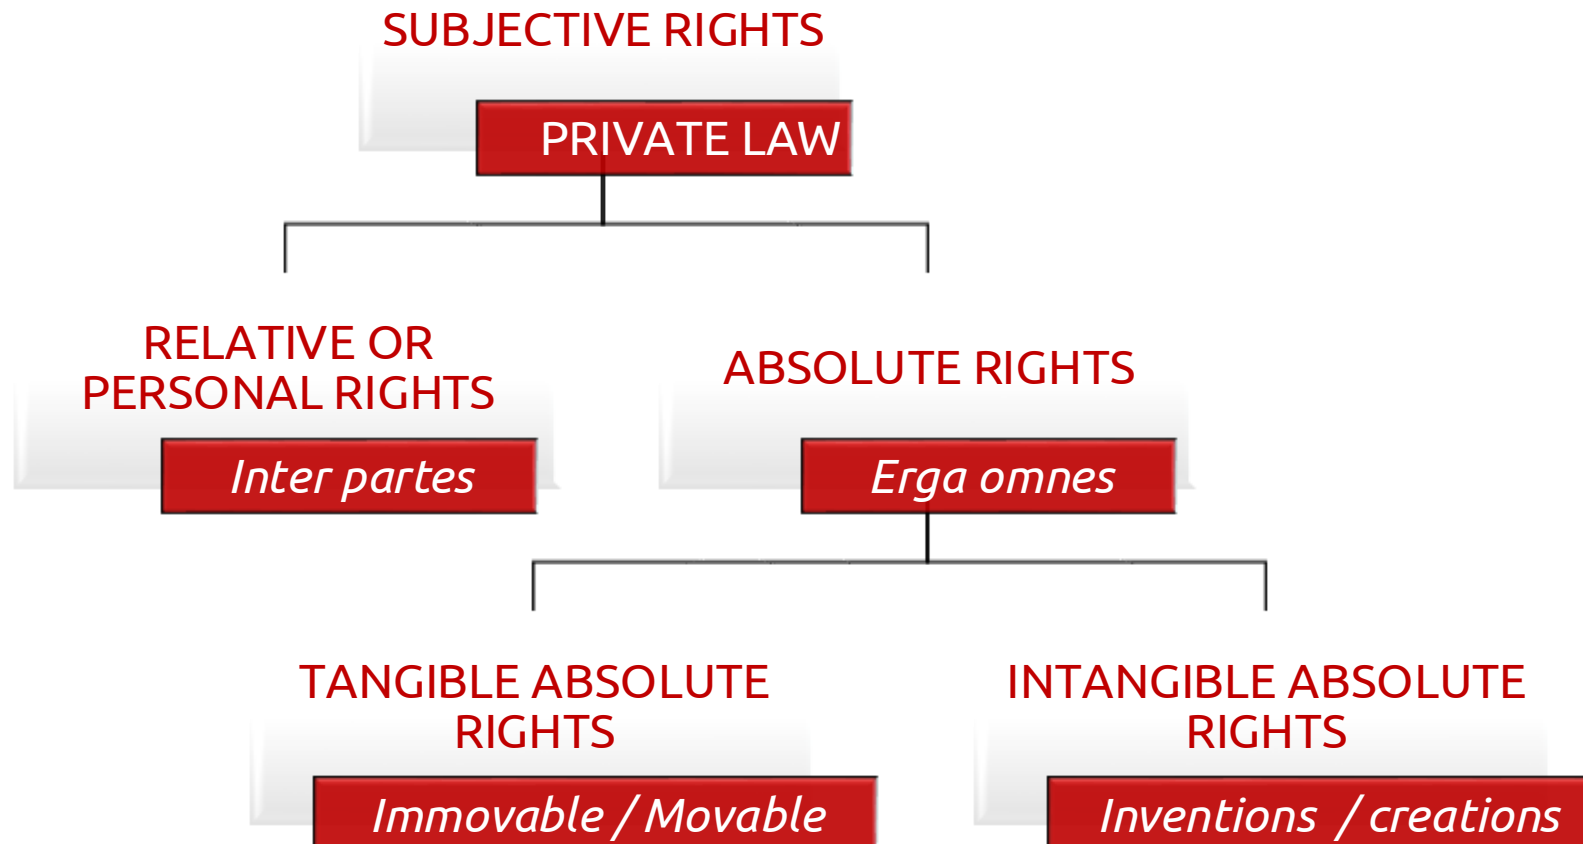 SUBJECTIVE RIGHTS
PRIVATE LAW
RELATIVE OR
PERSONAL RIGHTS
Inter partes
ABSOLUTE RIGHTS
Erga omnes
TANGIBLE ABSOLUTE
RIGHTS
Immovable / Movable
INTANGIBLE ABSOLUTE
RIGHTS
Inventions / creations